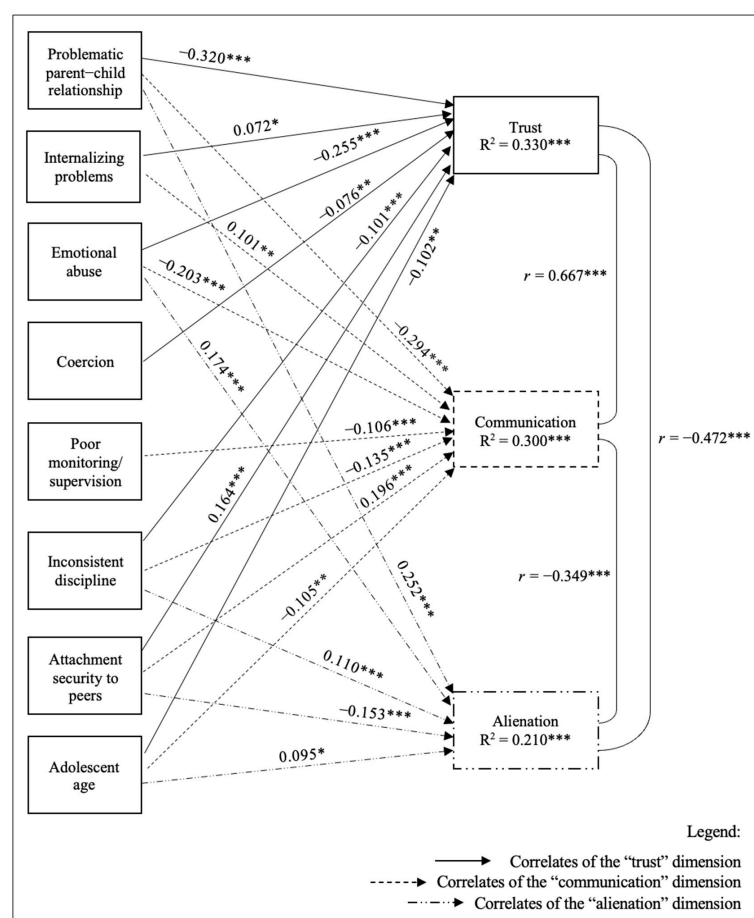 Problematic
parent−child
relationship
Internalizing
problems
Emotional
abuse
Coercion
Poor
monitoring/
supervision
Inconsistent
discipline
Attachment
security to
peers
Adolescent
age
−0.320***
0.072*
−0.255***
−0.076**
−0.101***
−0.102**
0.101**
−0.203***
0.174***
−0.294***
−0.106***
−0.135***
0.196***
0.164***
−0.105**
0.252***
0.110***
−0.153***
0.095*
Trust
R² = 0.330***
Communication
R² = 0.300***
Alienation
R² = 0.210***
r = 0.667***
r = −0.472***
r = −0.349***
Legend:
Correlates of the “trust” dimension
Correlates of the “communication” dimension
Correlates of the “alienation” dimension